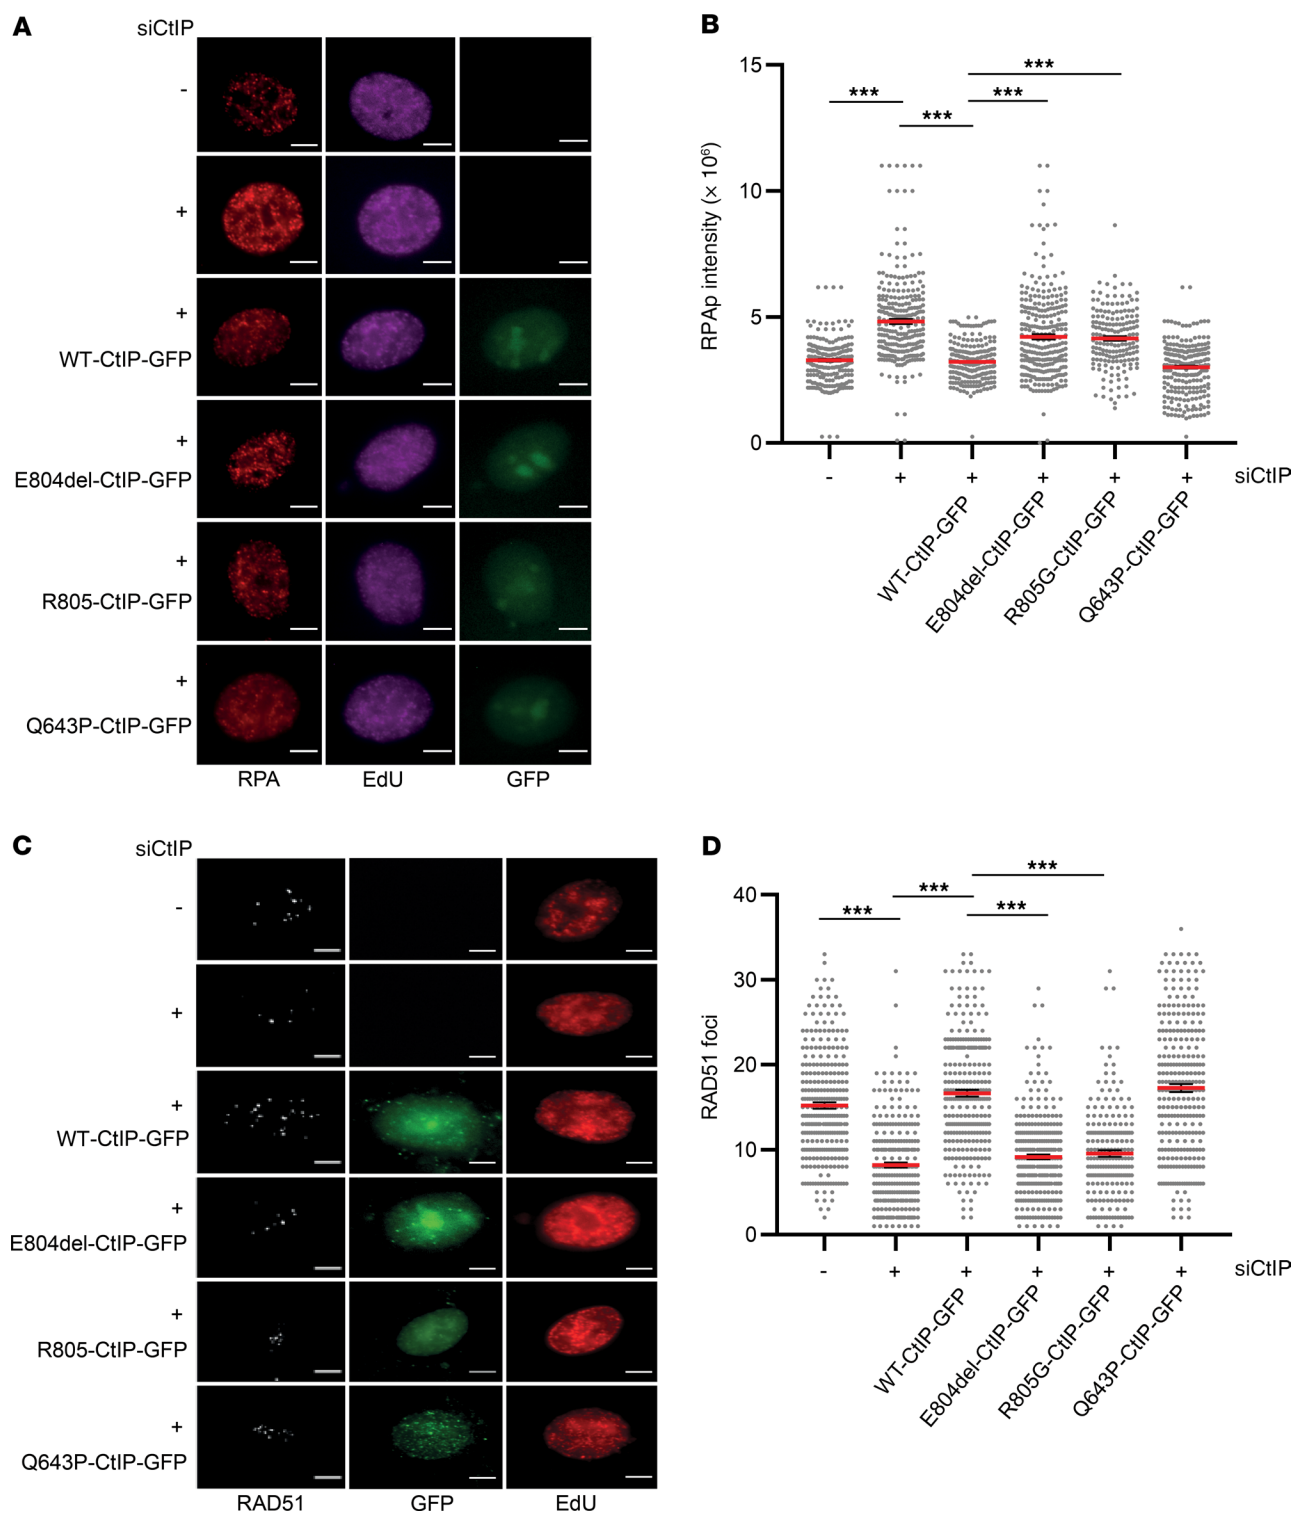 A
siCtIP
-
+
+
WT-CtIP-GFP
+
E804del-CtIP-GFP
+
R805-CtIP-GFP
+
Q643P-CtIP-GFP
RPA EdU GFP
B
RPAp intensity (× 10⁶)
15
10
5
0
***
*** ***
***
- + + + + + siCtIP
WT-CtIP-GFP
E804del-CtIP-GFP
R805G-CtIP-GFP
Q643P-CtIP-GFP
C
siCtIP
-
+
+
WT-CtIP-GFP
+
E804del-CtIP-GFP
+
R805-CtIP-GFP
+
Q643P-CtIP-GFP
RAD51 GFP EdU
D
RAD51 foci
40
30
20
10
0
***
***
*** ***
- + + + + + siCtIP
WT-CtIP-GFP
E804del-CtIP-GFP
R805G-CtIP-GFP
Q643P-CtIP-GFP